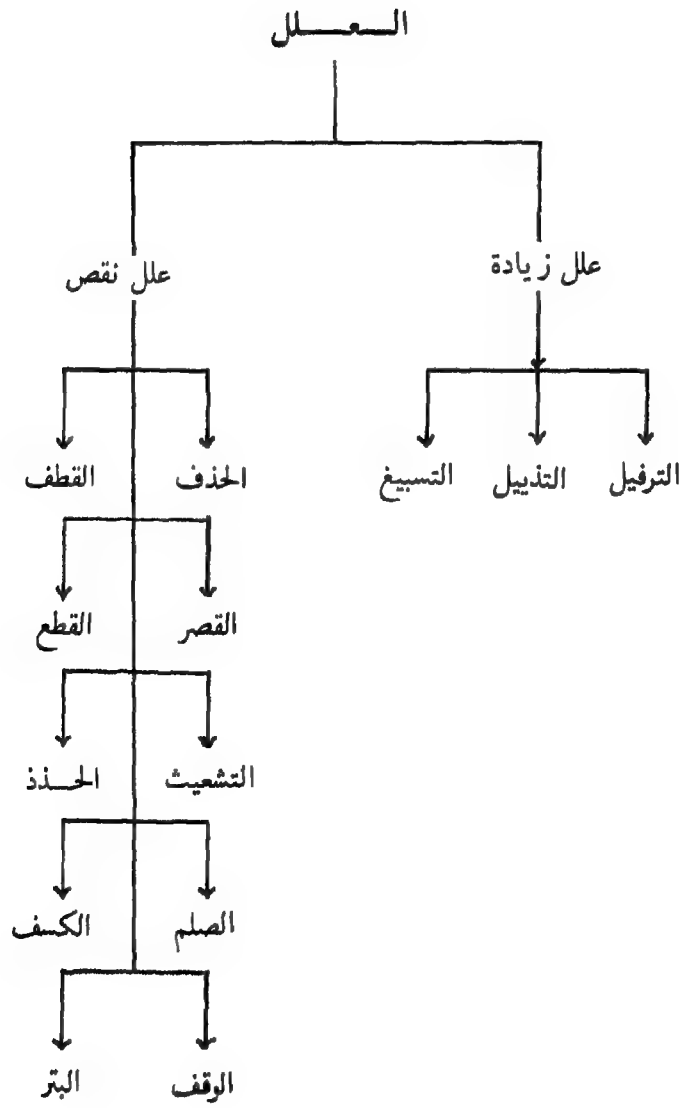 العلل
علل زيادة
علل نقص
الترفيل التذييل التسبيغ
الحذف القطف
القصر القطع
التشعيث الحذذ
الصلم الكسف
الوقف البتر